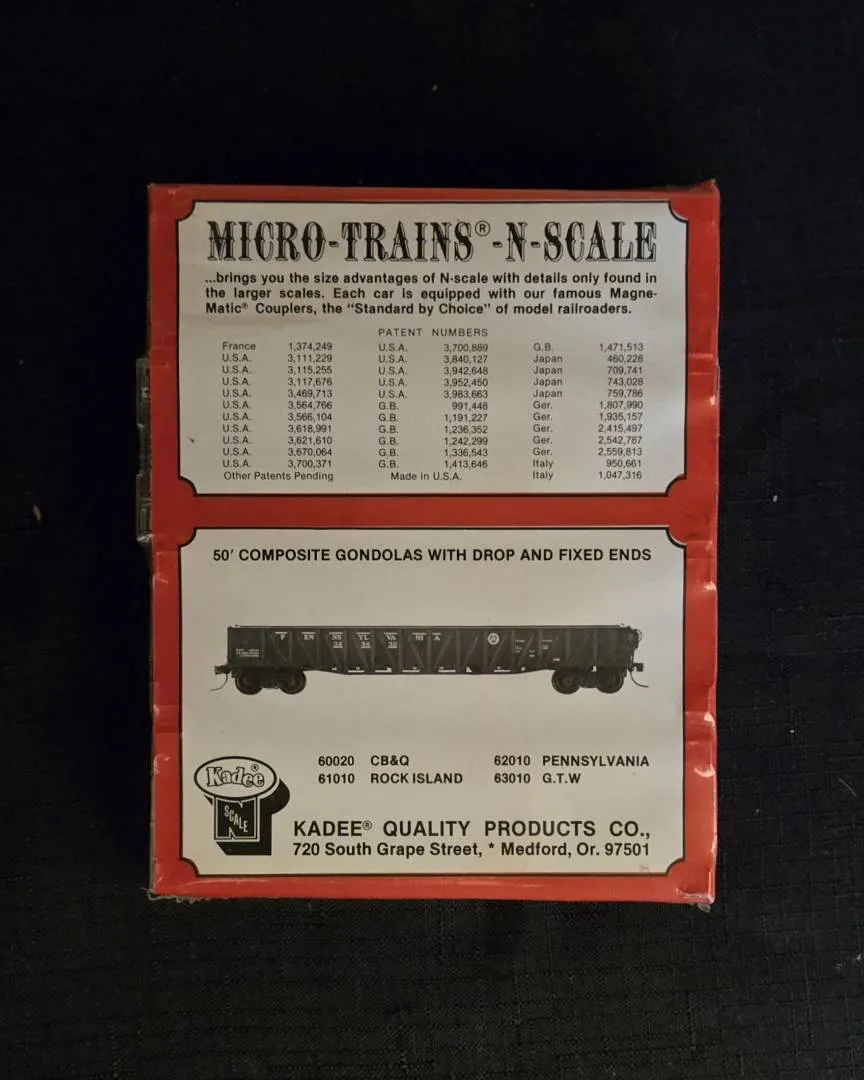 MICRO-TRAINS®-N-SCALE
...brings you the size advantages of N-scale with details only found in
the larger scales. Each car is equipped with our famous Magne-
Matic® Couplers, the "Standard by Choice" of model railroaders.
PATENT NUMBERS
France 1,374,249 U.S.A. 3,700,889 G.B. 1,471,513
U.S.A. 3,111,229 U.S.A. 3,840,127 Japan 460,228
U.S.A. 3,115,255 U.S.A. 3,942,648 Japan 709,741
U.S.A. 3,117,676 U.S.A. 3,952,450 Japan 743,028
U.S.A. 3,469,713 U.S.A. 3,983,663 Japan 759,786
U.S.A. 3,564,766 G.B. 991,448 Ger. 1,807,990
U.S.A. 3,566,104 G.B. 1,191,227 Ger. 1,935,157
U.S.A. 3,618,991 G.B. 1,236,352 Ger. 2,415,497
U.S.A. 3,621,610 G.B. 1,242,299 Ger. 2,542,787
U.S.A. 3,670,064 G.B. 1,336,543 Ger. 2,559,813
U.S.A. 3,700,371 G.B. 1,413,646 Italy 950,661
Other Patents Pending Made in U.S.A. Italy 1,047,316
50' COMPOSITE GONDOLAS WITH DROP AND FIXED ENDS
PENNSYLVANIA
60020 CB&Q 62010 PENNSYLVANIA
61010 ROCK ISLAND 63010 G.T.W
Kadee®
N SCALE
KADEE® QUALITY PRODUCTS CO.,
720 South Grape Street, * Medford, Or. 97501